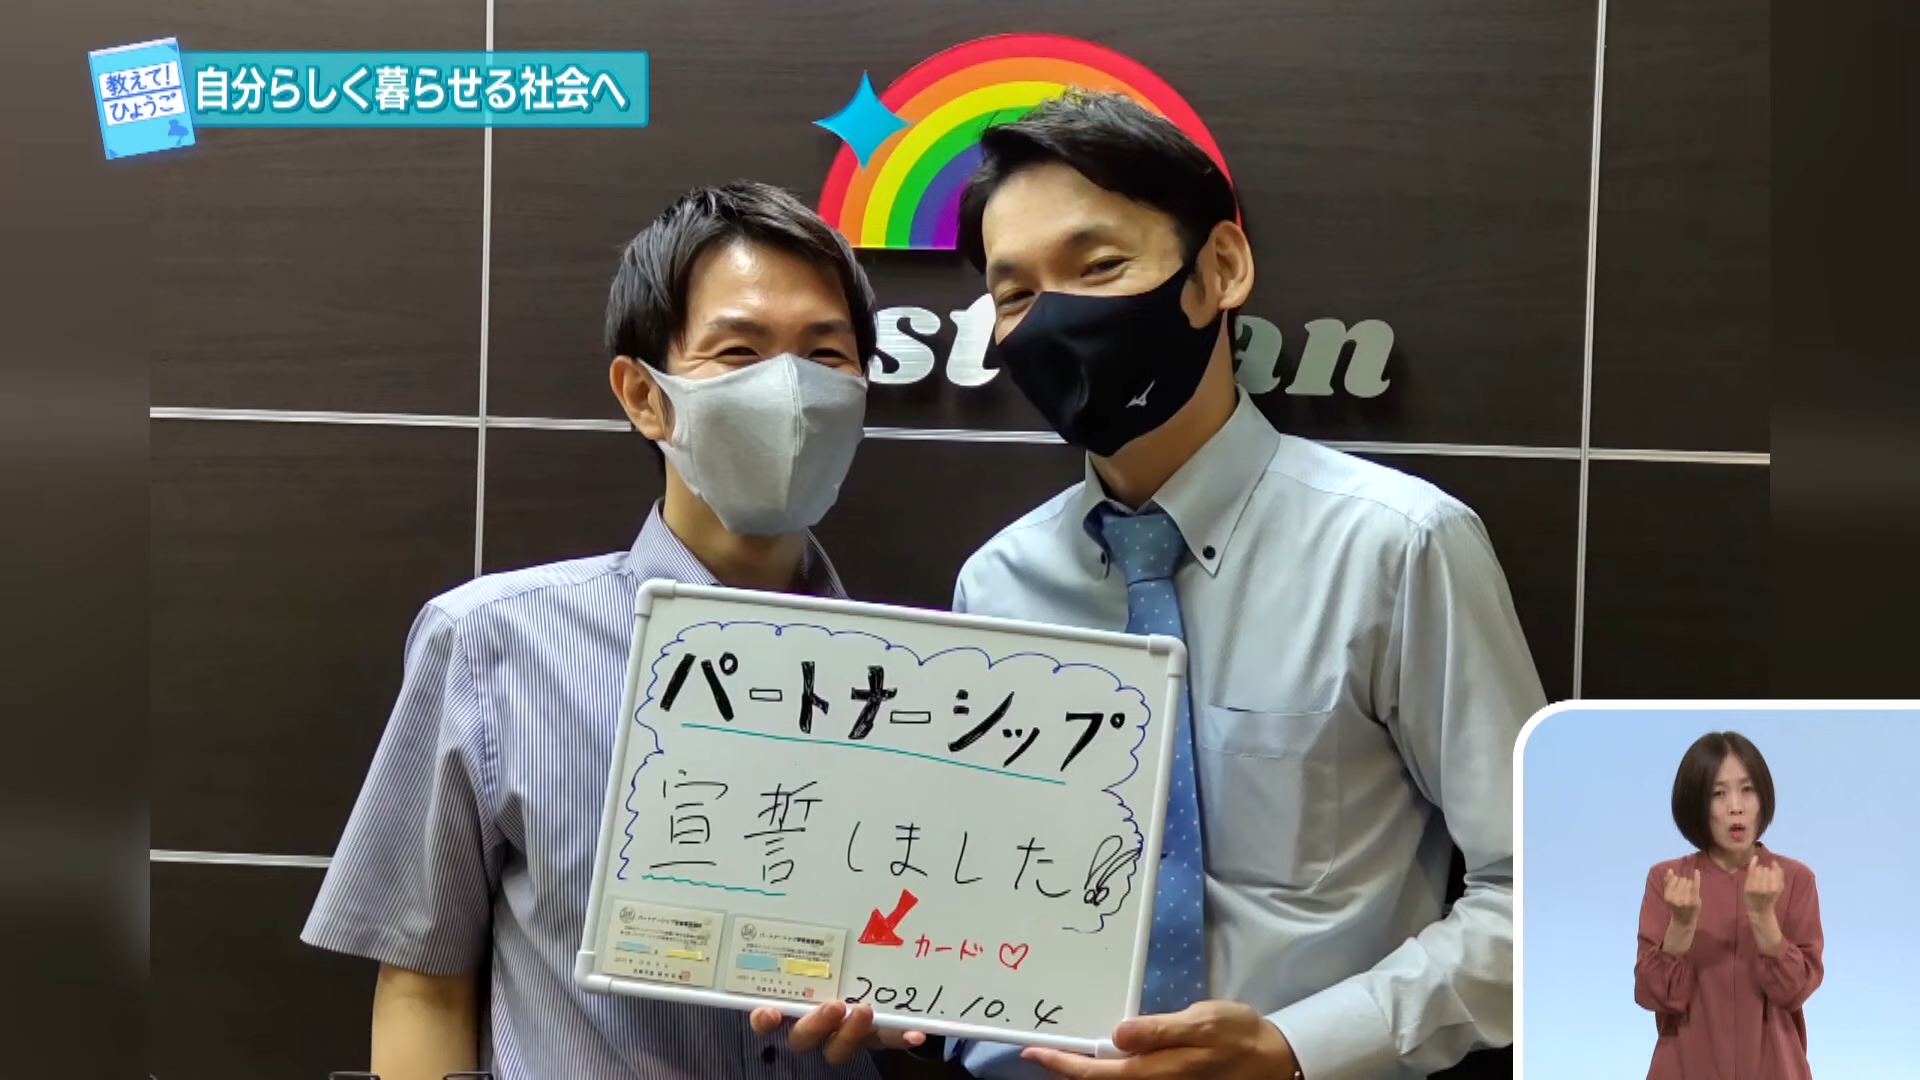 教えて!
ひょうご
自分らしく暮らせる社会へ
パートナーシップ
宣誓しました!!
カード♡
2021.10.4